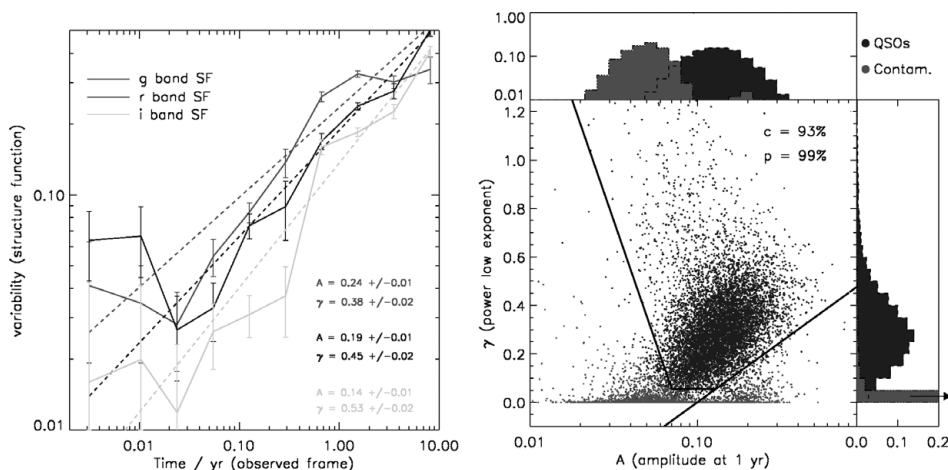 g band SF
r band SF
i band SF
A = 0.24 +/-0.01
γ = 0.38 +/-0.02
A = 0.19 +/-0.01
γ = 0.45 +/-0.02
A = 0.14 +/-0.01
γ = 0.53 +/-0.02
variability (structure function)
0.10
0.01
0.01
0.10
1.00
10.00
Time / yr (observed frame)
1.00
0.10
0.01
QSOs
Contam.
c = 93%
p = 99%
γ (power law exponent)
1.2
1.0
0.8
0.6
0.4
0.2
0.0
0.01
0.10
A (amplitude at 1 yr)
0.0
0.1
0.2